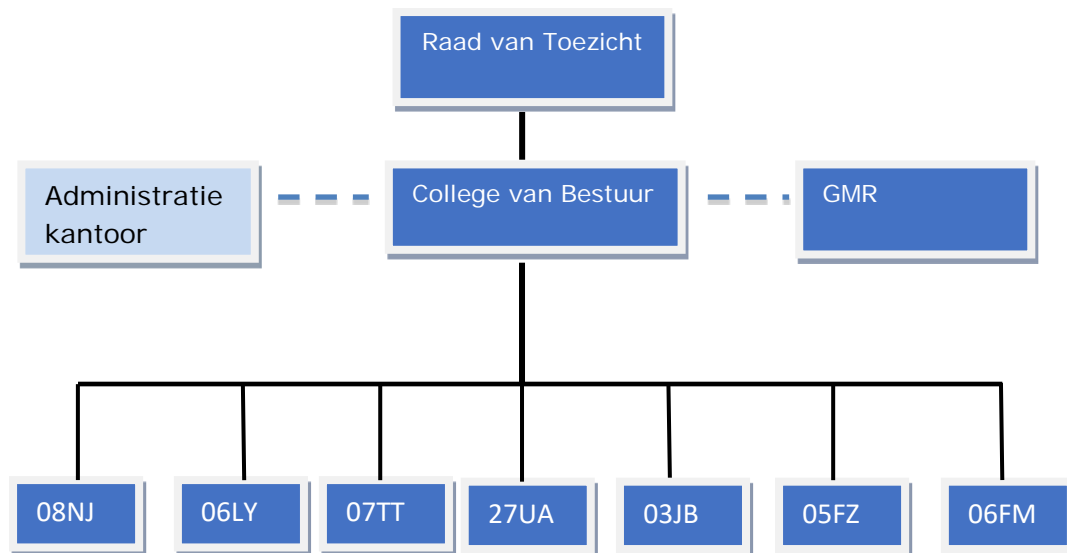 Raad van Toezicht
Administratie
kantoor
College van Bestuur
GMR
08NJ
06LY
07TT
27UA
03JB
05FZ
06FM